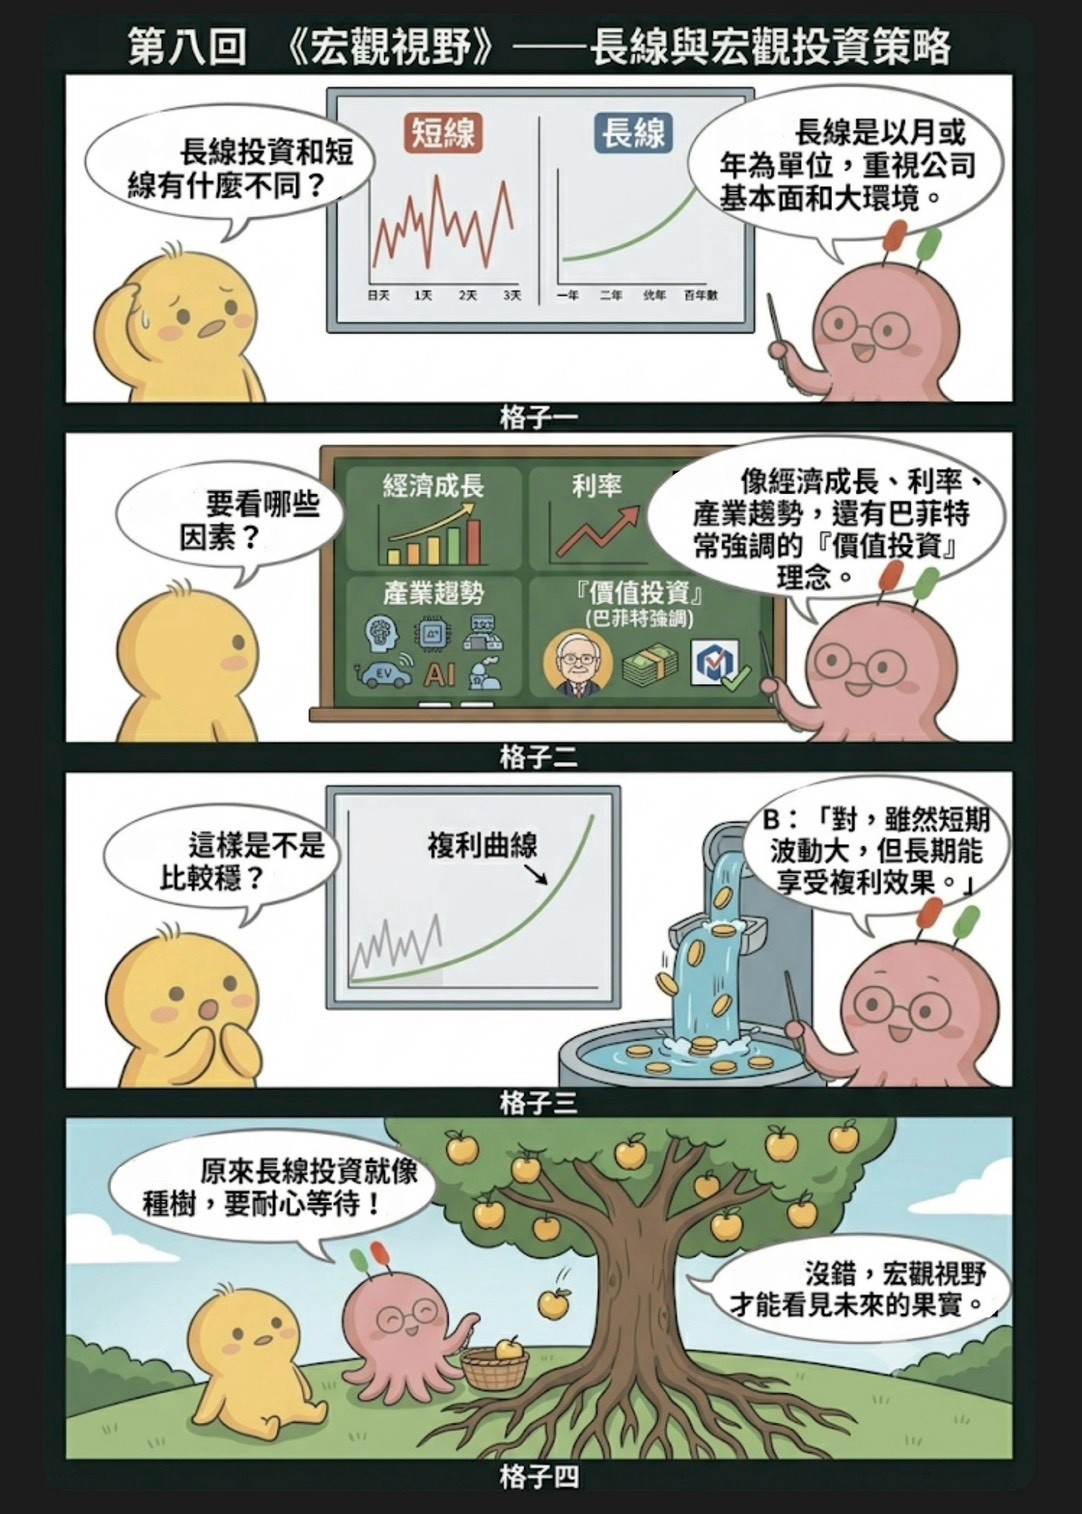 第八回 《宏觀視野》——長線與宏觀投資策略
長線投資和短
線有什麼不同？
短線
長線
長線是以月或
年為單位，重視公司
基本面和大環境。
日天 1天 2天 3天
一年 二年 年 百年數
格子一
要看哪些
因素？
經濟成長
利率
像經濟成長、利率、
產業趨勢，還有巴菲特
常強調的『價值投資』
理念。
產業趨勢
『價值投資』
(巴菲特強調)
EV
AI
格子二
這樣是不是
比較穩？
複利曲線
B：「對，雖然短期
波動大，但長期能
享受複利效果。」
格子三
原來長線投資就像
種樹，要耐心等待！
沒錯，宏觀視野
才能看見未來的果實。」
格子四